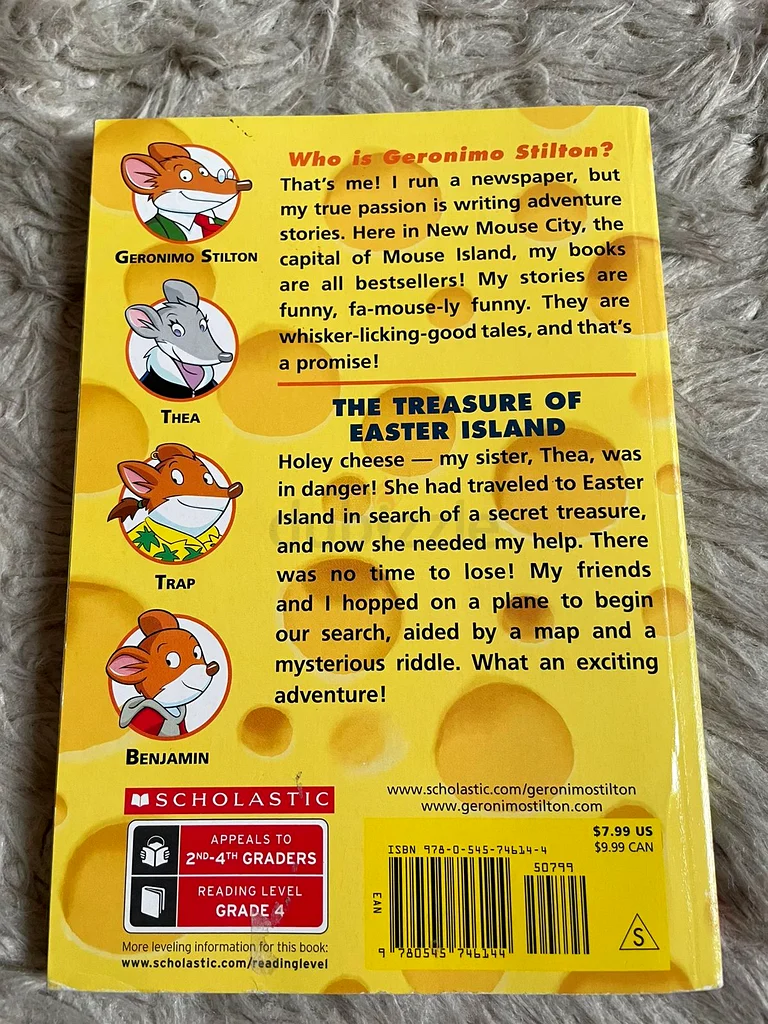 Who is Geronimo Stilton?
That's me! I run a newspaper, but
my true passion is writing adventure
stories. Here in New Mouse City, the
capital of Mouse Island, my books
are all bestsellers! My stories are
funny, fa-mouse-ly funny. They are
whisker-licking-good tales, and that's
a promise!
GERONIMO STILTON
THEA
TRAP
BENJAMIN
THE TREASURE OF
EASTER ISLAND
Holey cheese — my sister, Thea, was
in danger! She had traveled to Easter
Island in search of a secret treasure,
and now she needed my help. There
was no time to lose! My friends
and I hopped on a plane to begin
our search, aided by a map and a
mysterious riddle. What an exciting
adventure!
SCHOLASTIC
APPEALS TO
2ND-4TH GRADERS
READING LEVEL
GRADE 4
More leveling information for this book:
www.scholastic.com/readinglevel
www.scholastic.com/geronimostilton
www.geronimostilton.com
$7.99 US
$9.99 CAN
ISBN 978-0-545-74614-4
50799
EAN
9 780545 746144
S